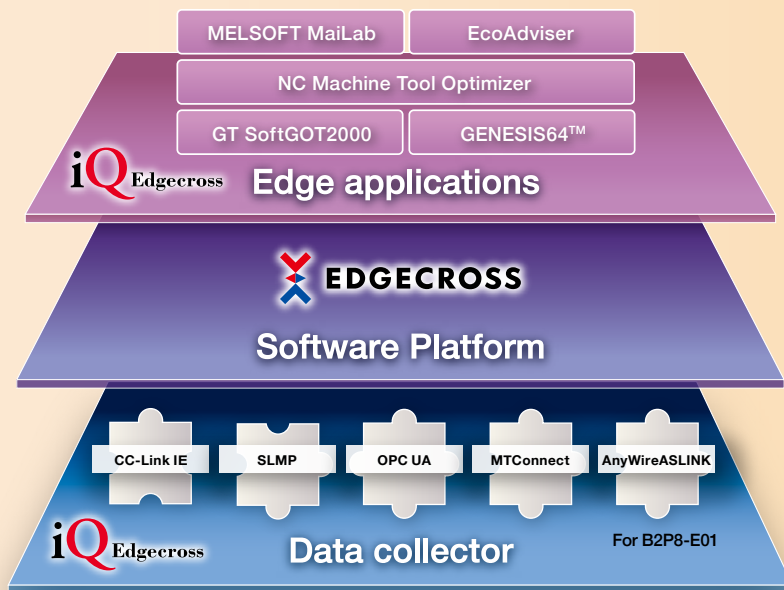 MELSOFT MaiLab
EcoAdviser
NC Machine Tool Optimizer
GT SoftGOT2000
GENESIS64™
iQ Edgecross
Edge applications
EDGECROSS
Software Platform
CC-Link IE
SLMP
OPC UA
MTConnect
AnyWireASLINK
iQ Edgecross
Data collector
For B2P8-E01